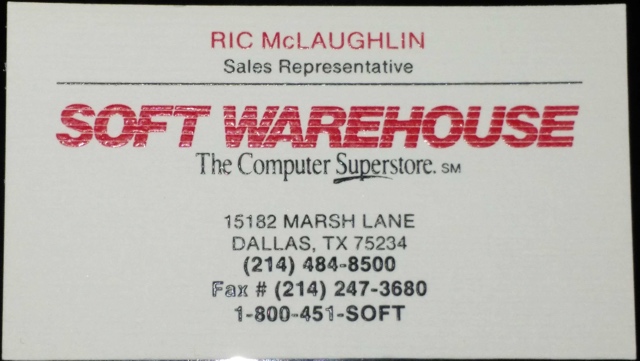 RIC McLAUGHLIN
Sales Representative
SOFT WAREHOUSE
The Computer Superstore. SM
15182 MARSH LANE
DALLAS, TX 75234
(214) 484-8500
Fax # (214) 247-3680
1-800-451-SOFT